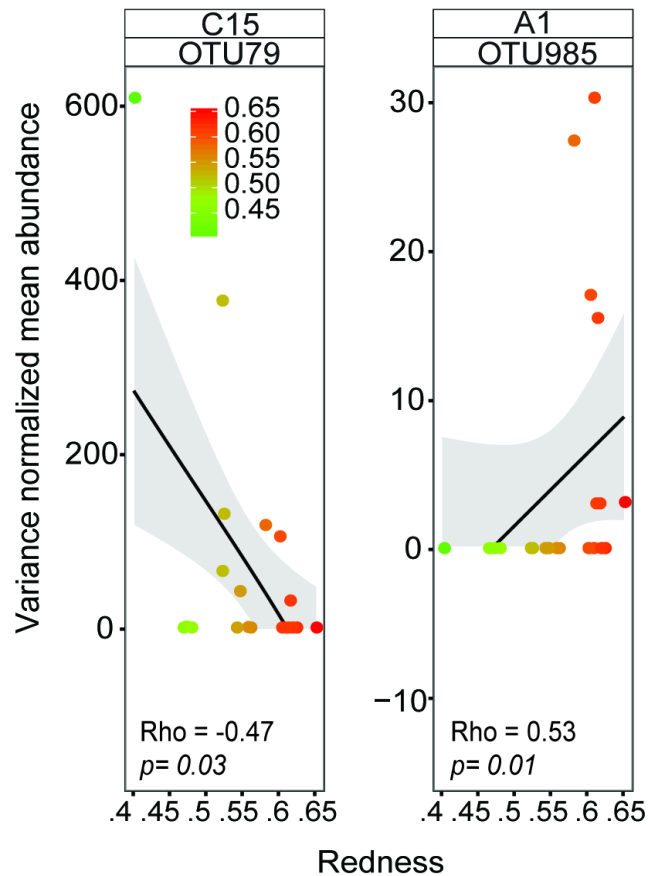 C15
OTU79
A1
OTU985
Variance normalized mean abundance
600
400
200
0
0.65
0.60
0.55
0.50
0.45
Rho = -0.47
p= 0.03
.4 .45 .5 .55 .6 .65
30
20
10
0
−10
Rho = 0.53
p= 0.01
.4 .45 .5 .55 .6 .65
Redness